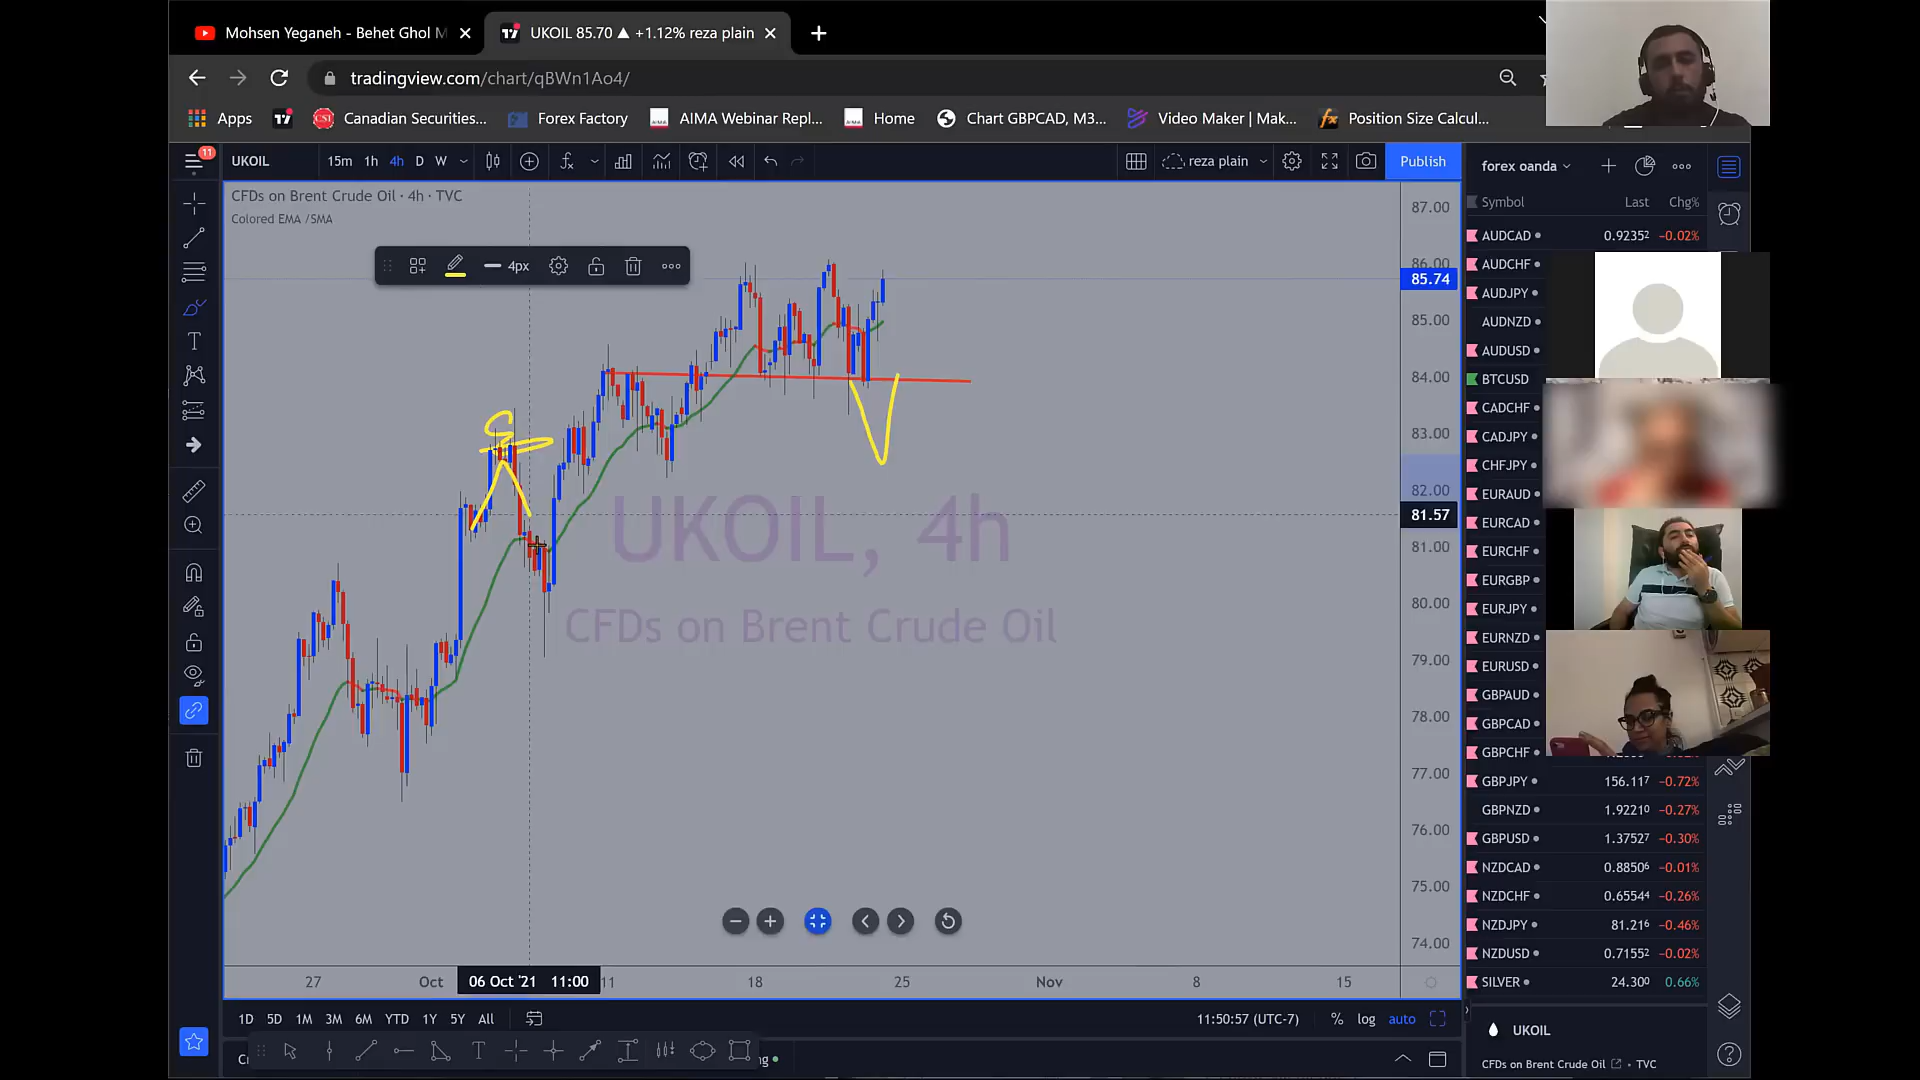 Mohsen Yeganeh - Behet Ghol M
UKOIL 85.70 ▲ +1.12% reza plain
tradingview.com/chart/qBWn1Ao4/
Apps
Canadian Securities...
Forex Factory
AIMA Webinar Repl...
Home
Chart GBPCAD, M3...
Video Maker | Mak...
Position Size Calcul...
11
UKOIL
15m 1h 4h D W
reza plain
Publish
forex oanda
CFDs on Brent Crude Oil · 4h · TVC
Colored EMA /SMA
4px
Symbol Last Chg%
AUDCAD 0.9235² −0.02%
AUDCHF
AUDJPY
AUDNZD
AUDUSD
BTCUSD
CADCHF
CADJPY
CHFJPY
EURAUD
EURCAD
EURCHF
EURGBP
EURJPY
EURNZD
EURUSD
GBPAUD
GBPCAD
GBPCHF
GBPJPY 156.11⁷ −0.72%
GBPNZD 1.9221⁰ −0.27%
GBPUSD 1.3752⁷ −0.30%
NZDCAD 0.8850⁶ −0.01%
NZDCHF 0.6554⁴ −0.26%
NZDJPY 81.21⁶ −0.46%
NZDUSD 0.7155² −0.02%
SILVER 24.30⁰ 0.66%
87.00
86.00
85.74
85.00
84.00
83.00
82.00
81.57
81.00
80.00
79.00
78.00
77.00
76.00
75.00
74.00
UKOIL, 4h
CFDs on Brent Crude Oil
27 Oct 06 Oct '21 11:00 11 18 25 Nov 8 15
1D 5D 1M 3M 6M YTD 1Y 5Y All
11:50:57 (UTC-7)
% log auto
UKOIL
CFDs on Brent Crude Oil · TVC